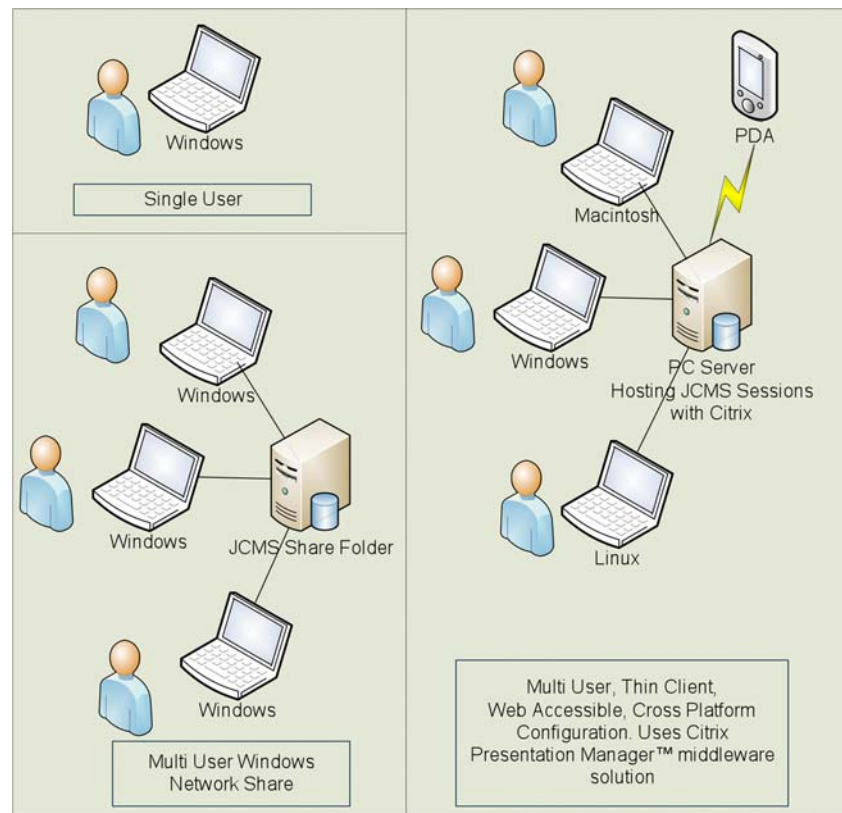 Windows
Single User
Windows
Windows
JCMS Share Folder
Windows
Multi User Windows
Network Share
PDA
Macintosh
Windows
PC Server
Hosting JCMS Sessions
with Citrix
Linux
Multi User, Thin Client,
Web Accessible, Cross Platform
Configuration. Uses Citrix
Presentation Manager™ middleware
solution